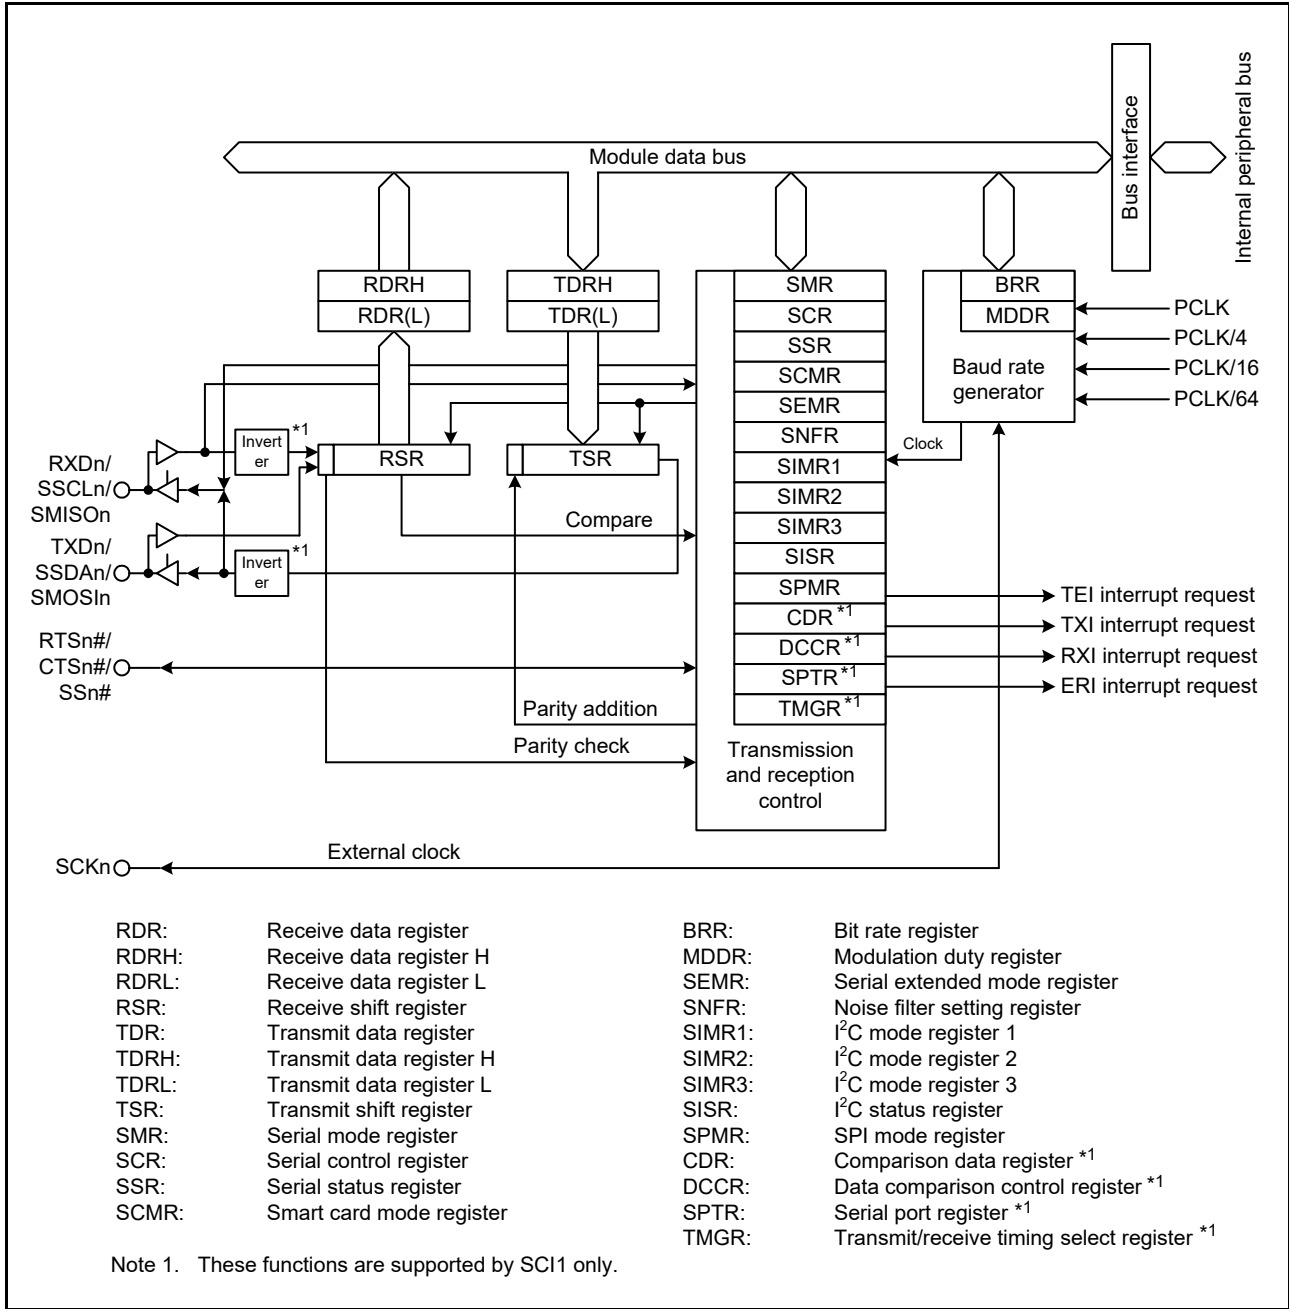 Module data bus
Bus interface
Internal peripheral bus
RDRH
RDR(L)
TDRH
TDR(L)
SMR
SCR
SSR
SCMR
SEMR
SNFR
SIMR1
SIMR2
SIMR3
SISR
SPMR
CDR *1
DCCR *1
SPTR *1
TMGR *1
Transmission
and reception
control
BRR
MDDR
Baud rate
generator
PCLK
PCLK/4
PCLK/16
PCLK/64
Clock
RXDn/
SSCLn/
SMISOn
Invert
er
*1
RSR
TSR
Compare
TXDn/
SSDAn/
SMOSIn
Invert
er
*1
TEI interrupt request
TXI interrupt request
RXI interrupt request
ERI interrupt request
RTSn#/
CTSn#/
SSn#
Parity addition
Parity check
SCKn
External clock
RDR: Receive data register
RDRH: Receive data register H
RDRL: Receive data register L
RSR: Receive shift register
TDR: Transmit data register
TDRH: Transmit data register H
TDRL: Transmit data register L
TSR: Transmit shift register
SMR: Serial mode register
SCR: Serial control register
SSR: Serial status register
SCMR: Smart card mode register
BRR: Bit rate register
MDDR: Modulation duty register
SEMR: Serial extended mode register
SNFR: Noise filter setting register
SIMR1: I²C mode register 1
SIMR2: I²C mode register 2
SIMR3: I²C mode register 3
SISR: I²C status register
SPMR: SPI mode register
CDR: Comparison data register *1
DCCR: Data comparison control register *1
SPTR: Serial port register *1
TMGR: Transmit/receive timing select register *1
Note 1. These functions are supported by SCI1 only.